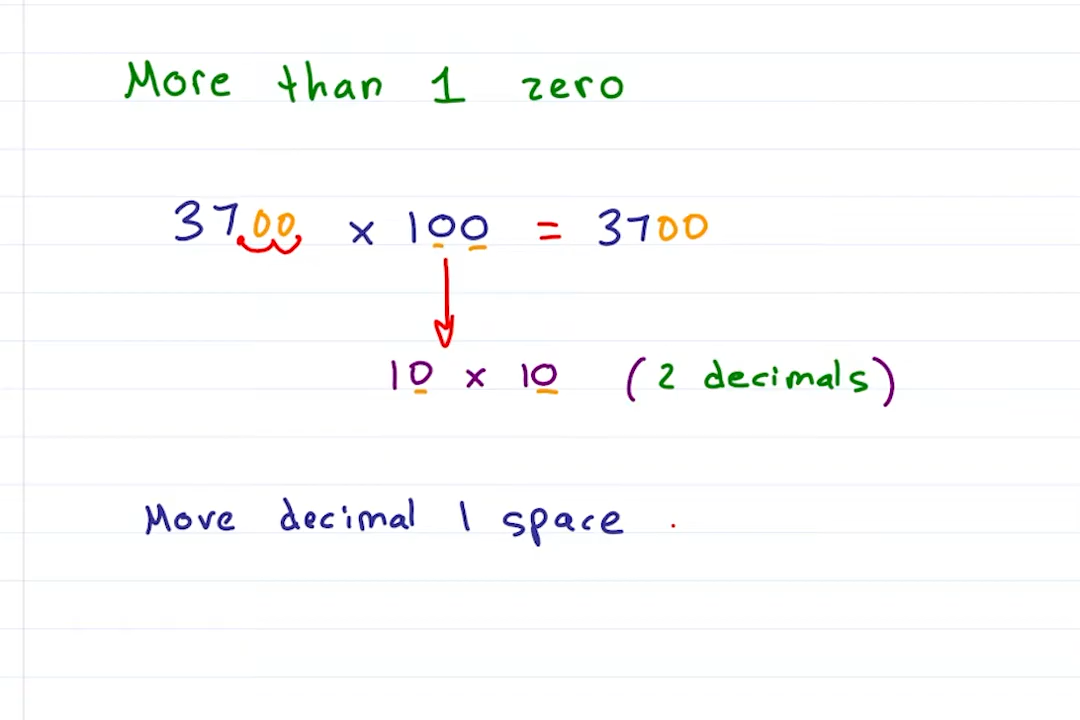 More than 1 zero
37.00 x 100 = 3700
10 x 10 (2 decimals)
Move decimal 1 space